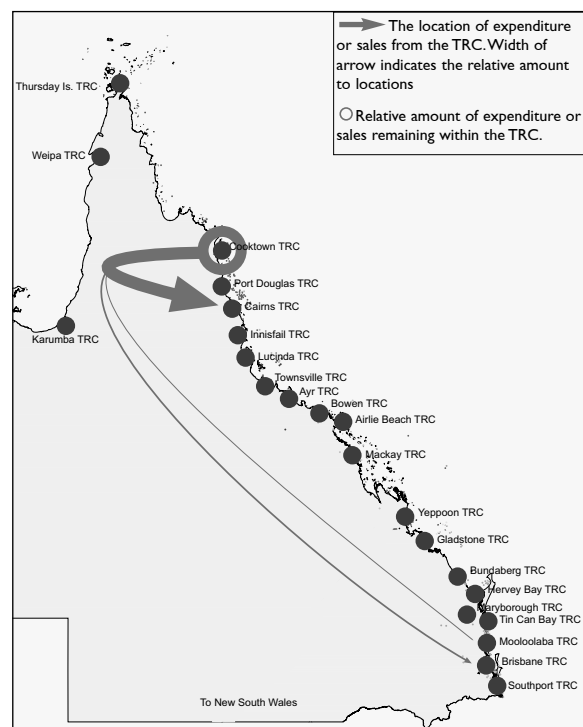 The location of expenditure
or sales from the TRC. Width of
arrow indicates the relative amount
to locations
Relative amount of expenditure or
sales remaining within the TRC.
Thursday Is. TRC
Weipa TRC
Cooktown TRC
Port Douglas TRC
Cairns TRC
Karumba TRC
Innisfail TRC
Lucinda TRC
Townsville TRC
Ayr TRC
Bowen TRC
Airlie Beach TRC
Mackay TRC
Yeppoon TRC
Gladstone TRC
Bundaberg TRC
Hervey Bay TRC
Maryborough TRC
Tin Can Bay TRC
Mooloolaba TRC
Brisbane TRC
Southport TRC
To New South Wales